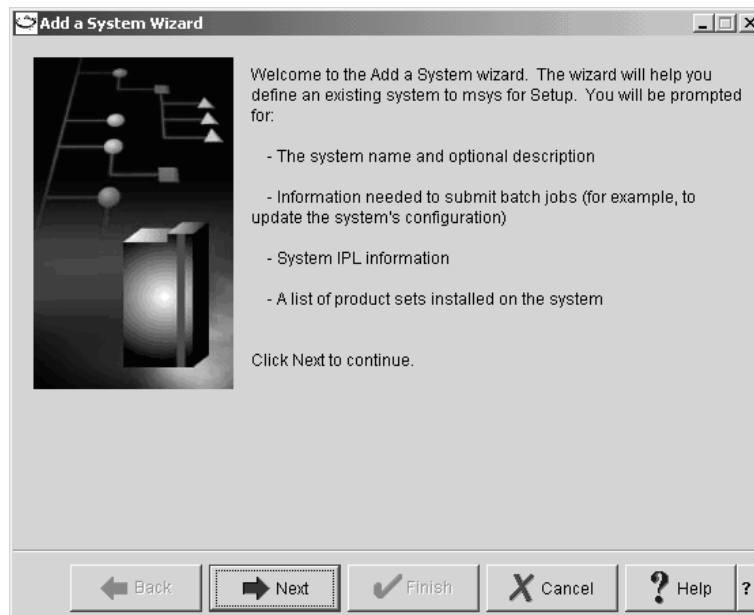 Add a System Wizard
Welcome to the Add a System wizard. The wizard will help you
define an existing system to msys for Setup. You will be prompted
for:
- The system name and optional description
- Information needed to submit batch jobs (for example, to
update the system's configuration)
- System IPL information
- A list of product sets installed on the system
Click Next to continue.
Back
Next
Finish
Cancel
? Help
?